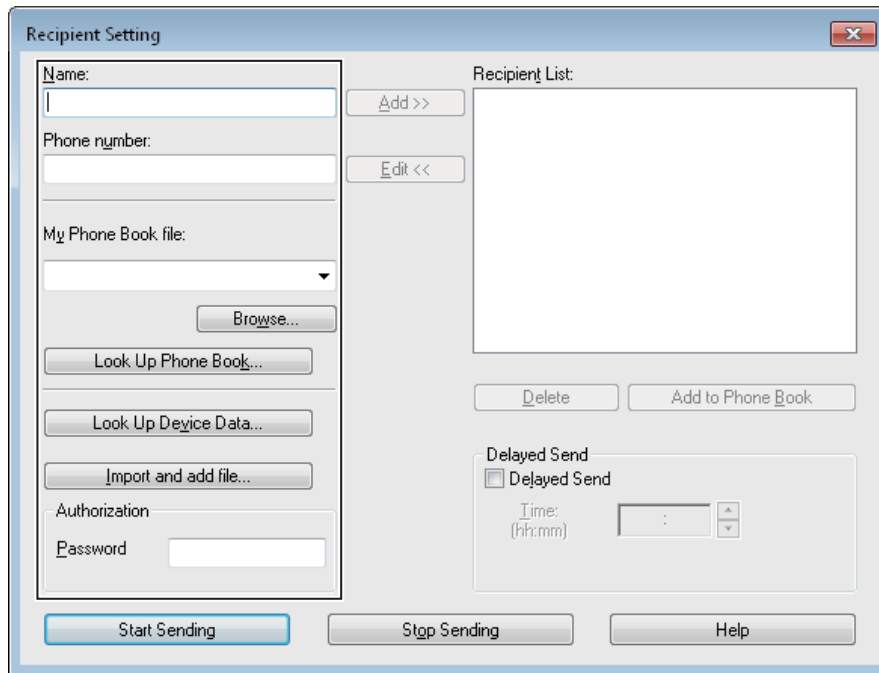 Recipient Setting
Name:
Add >>
Phone number:
Edit <<
My Phone Book file:
Browse...
Look Up Phone Book...
Look Up Device Data...
Import and add file...
Authorization
Password
Recipient List:
Delete
Add to Phone Book
Delayed Send
Delayed Send
Time:
(hh:mm)
:
Start Sending
Stop Sending
Help